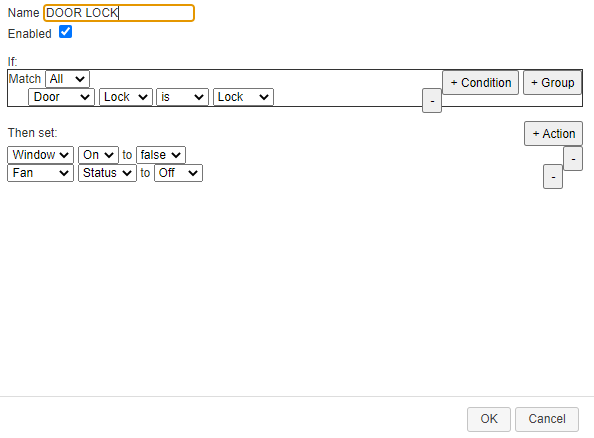 Name DOOR LOCK
Enabled
If:
Match All + Condition + Group
Door Lock is Lock -
Then set: + Action
Window On to false -
Fan Status to Off -
OK Cancel